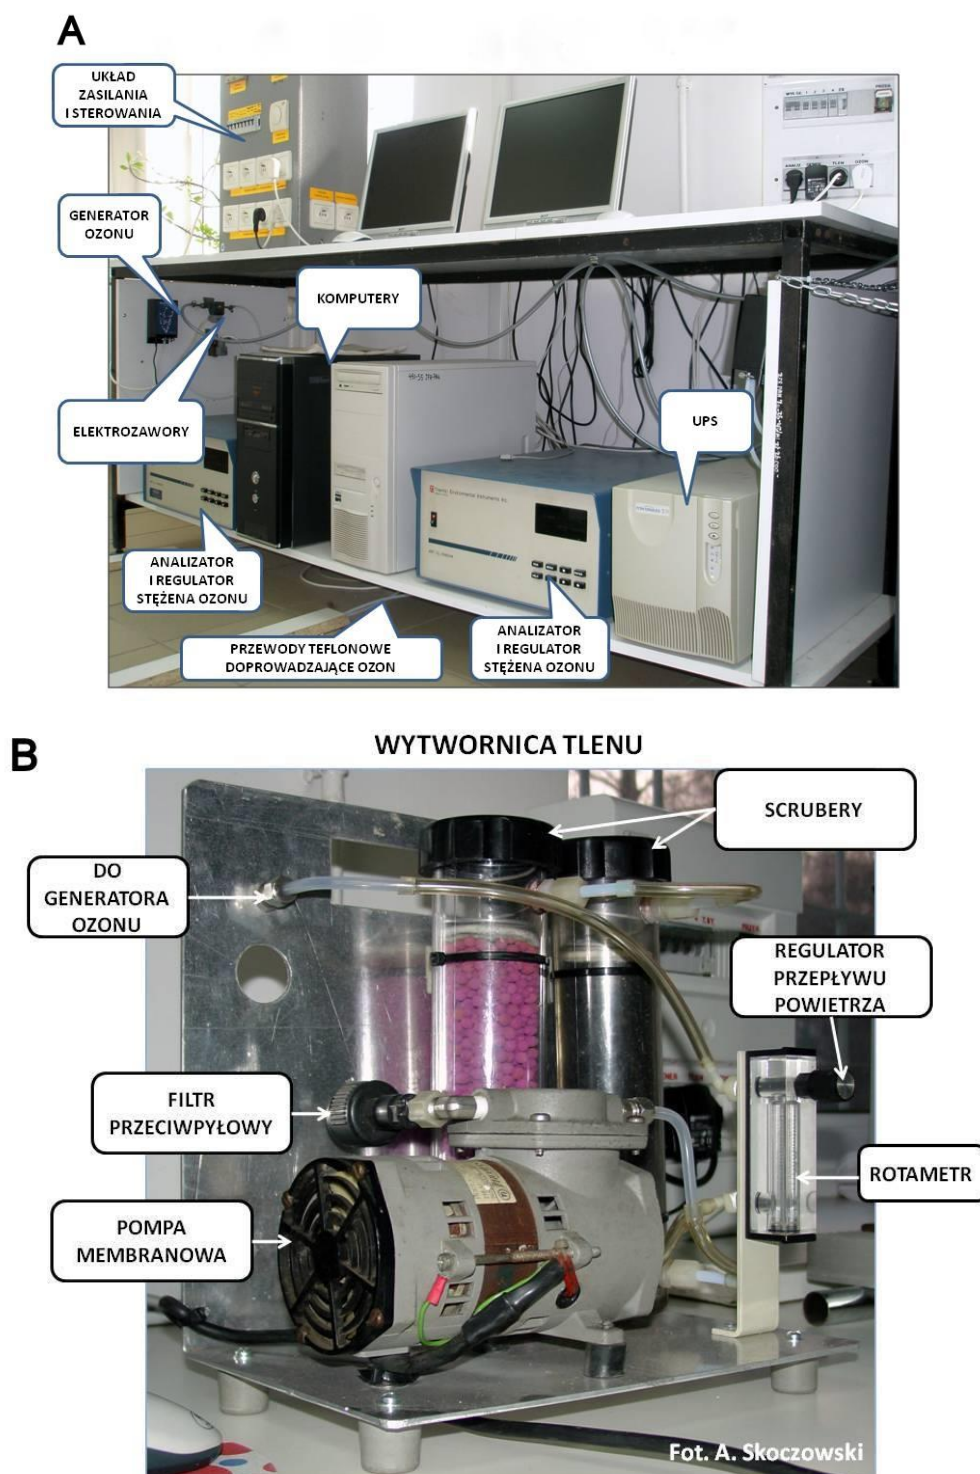 A
UKŁAD
ZASILANIA
I STEROWANIA
GENERATOR
OZONU
KOMPUTERY
ELEKTROZAWORY
UPS
ANALIZATOR
I REGULATOR
STĘŻENA OZONU
PRZEWODY TEFLONOWE
DOPROWADZAJĄCE OZON
ANALIZATOR
I REGULATOR
STĘŻENA OZONU
B
WYTWORNICA TLENU
SCRUBERY
DO
GENERATORA
OZONU
REGULATOR
PRZEPŁYWU
POWIETRZA
FILTR
PRZECIWPYŁOWY
ROTAMETR
POMPA
MEMBRANOWA
Fot. A. Skoczowski